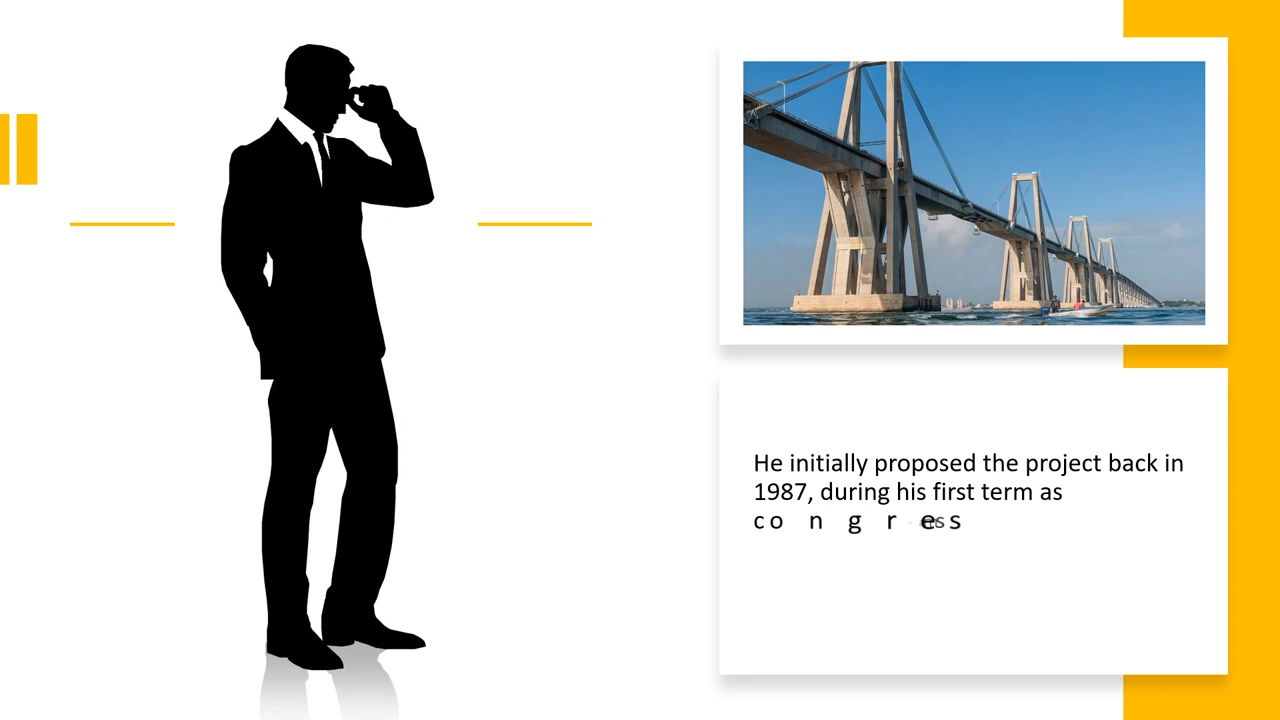 He initially proposed the project back in
1987, during his first term as